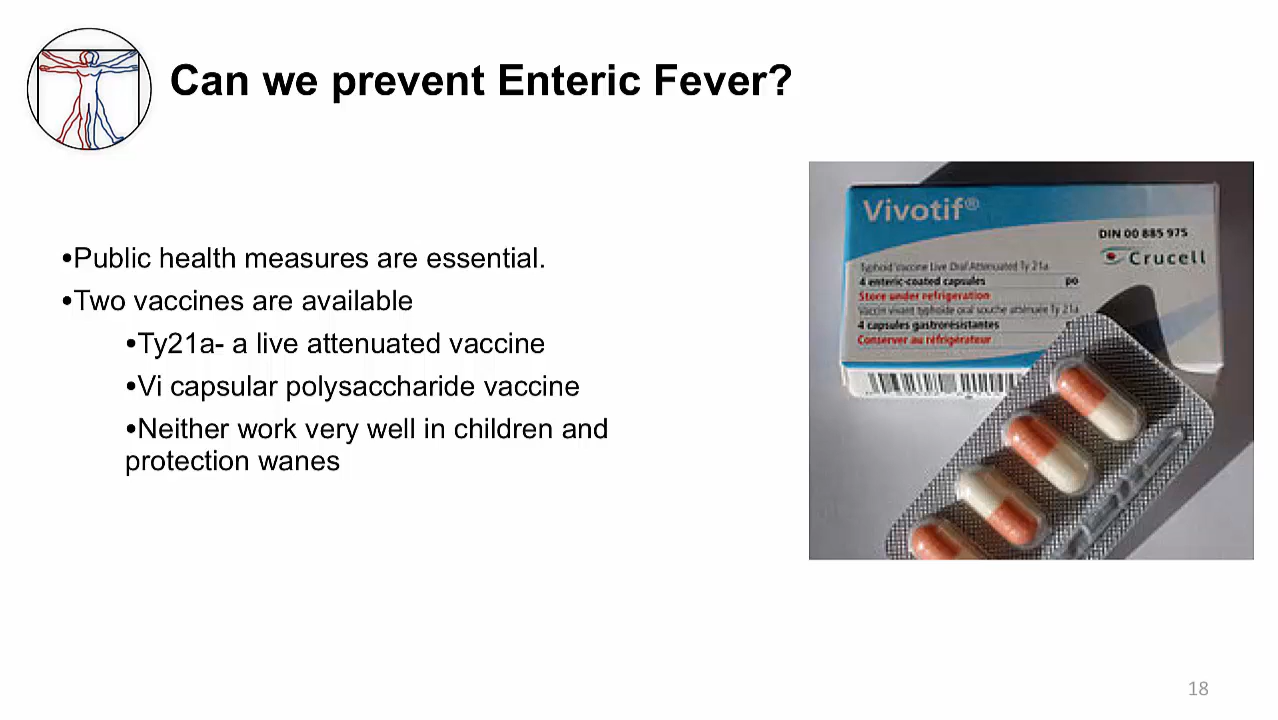 Can we prevent Enteric Fever?
•Public health measures are essential.
•Two vaccines are available
•Ty21a- a live attenuated vaccine
•Vi capsular polysaccharide vaccine
•Neither work very well in children and
protection wanes
Vivotif®
DIN 00 885 975
Crucell
Typhoid Vaccine Live Oral Attenuated Ty 21a
4 enteric-coated capsules po
Store under refrigeration
Vaccin vivant typhoïde oral souche atténuée Ty 21a
4 capsules gastrorésistantes
Conserver au réfrigérateur
18